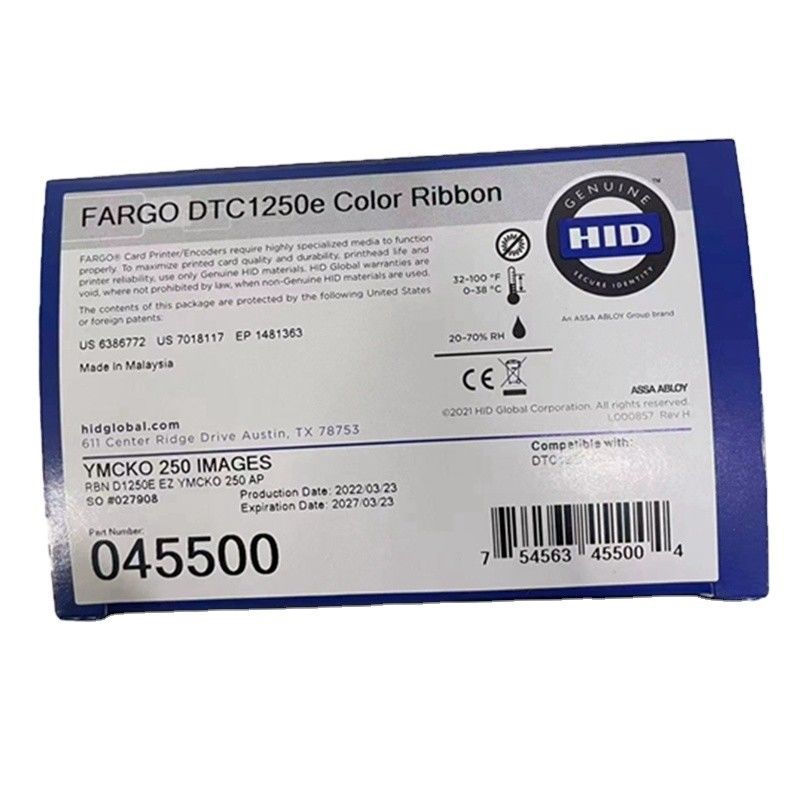 FARGO DTC1250e Color Ribbon
FARGO® Card Printer/Encoders require highly specialized media to function
properly. To maximize printed card quality and durability, printhead life and
printer reliability, use only Genuine HID materials. HID Global warranties are
void, where not prohibited by law, when non-Genuine HID materials are used.
The contents of this package are protected by the following United States
or foreign patents:
US 6386772 US 7018117 EP 1481363
Made In Malaysia
32-100 °F
0-38 °C
20-70% RH
CE
GENUINE
™
HID
SECURE IDENTITY
An ASSA ABLOY Group brand
ASSA ABLOY
©2021 HID Global Corporation. All rights reserved.
L000857 Rev H
hidglobal.com
611 Center Ridge Drive Austin, TX 78753
YMCKO 250 IMAGES
RBN D1250E EZ YMCKO 250 AP
SO #027908
Production Date: 2022/03/23
Expiration Date: 2027/03/23
Compatible with:
Part Number:
045500
7 54563 45500 4